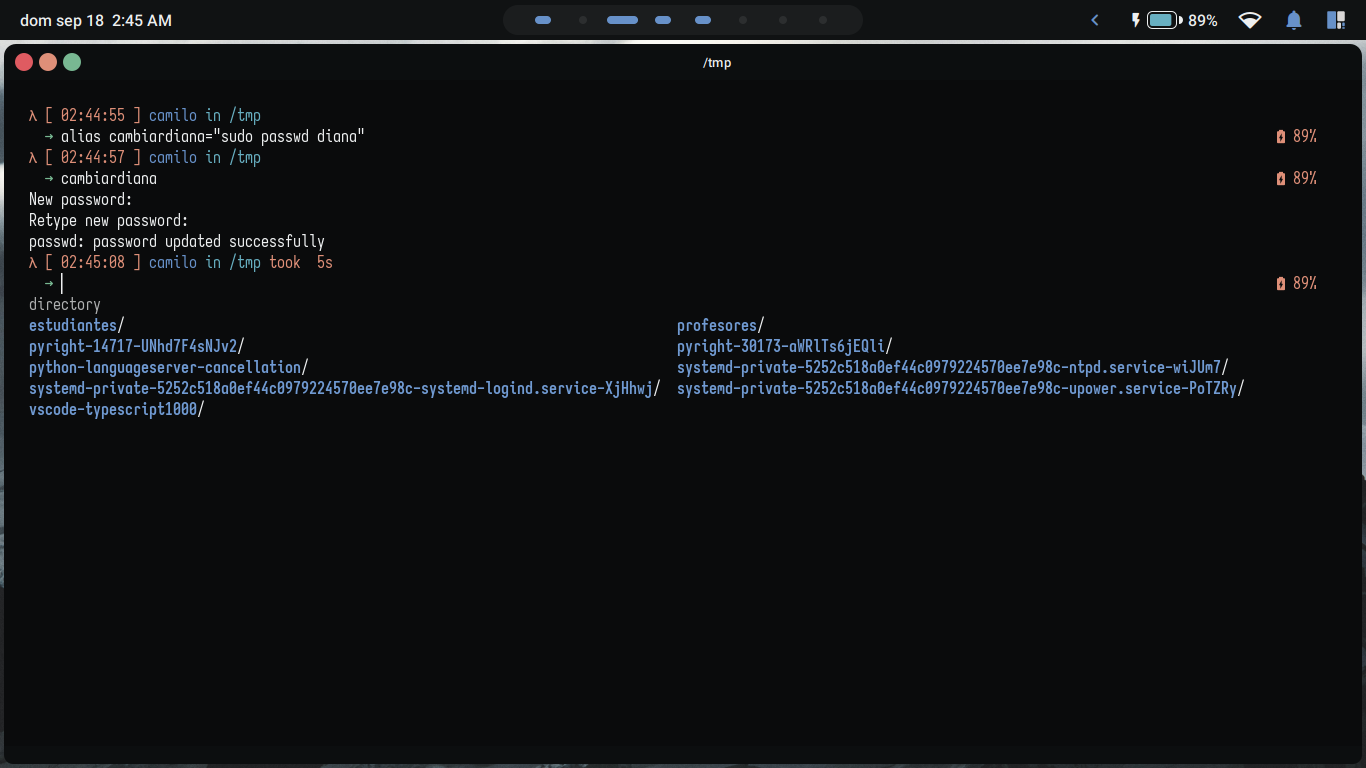 dom sep 18 2:45 AM
89%
/tmp
λ [ 02:44:55 ] camilo in /tmp
→ alias cambiardiana="sudo passwd diana" 89%
λ [ 02:44:57 ] camilo in /tmp
→ cambiardiana 89%
New password:
Retype new password:
passwd: password updated successfully
λ [ 02:45:08 ] camilo in /tmp took 5s
→ 89%
directory
estudiantes/ profesores/
pyright-14717-UNhd7F4sNJv2/ pyright-30173-aWRlTs6jEQli/
python-languageserver-cancellation/ systemd-private-5252c518a0ef44c0979224570ee7e98c-ntpd.service-wiJUm7/
systemd-private-5252c518a0ef44c0979224570ee7e98c-systemd-logind.service-XjHhwj/ systemd-private-5252c518a0ef44c0979224570ee7e98c-upower.service-PoTZRy/
vscode-typescript1000/